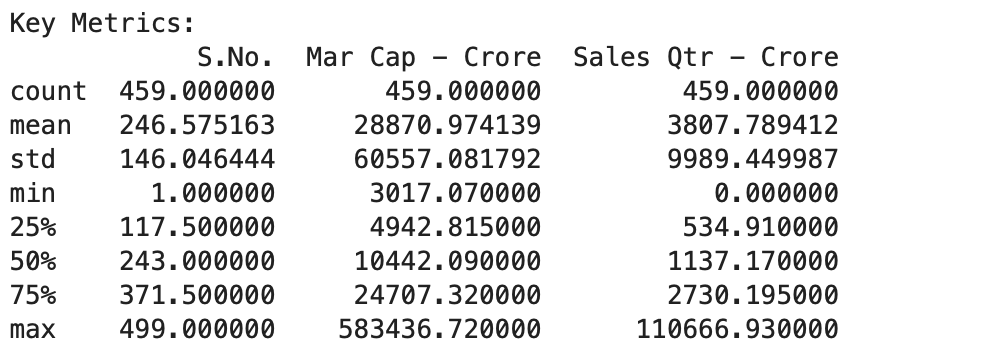 Key Metrics:
S.No. Mar Cap – Crore Sales Qtr – Crore
count 459.000000 459.000000 459.000000
mean 246.575163 28870.974139 3807.789412
std 146.046444 60557.081792 9989.449987
min 1.000000 3017.070000 0.000000
25% 117.500000 4942.815000 534.910000
50% 243.000000 10442.090000 1137.170000
75% 371.500000 24707.320000 2730.195000
max 499.000000 583436.720000 110666.930000